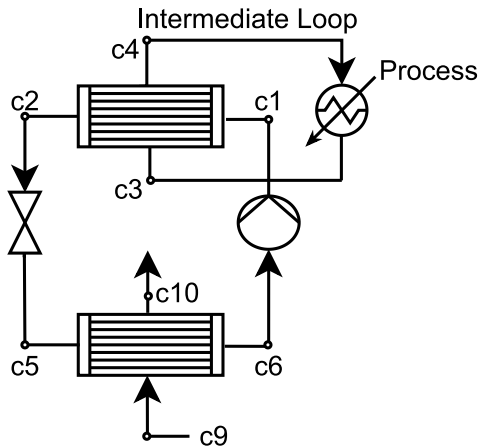 Intermediate Loop
c4
Process
c2
c1
c3
c10
c5
c6
c9